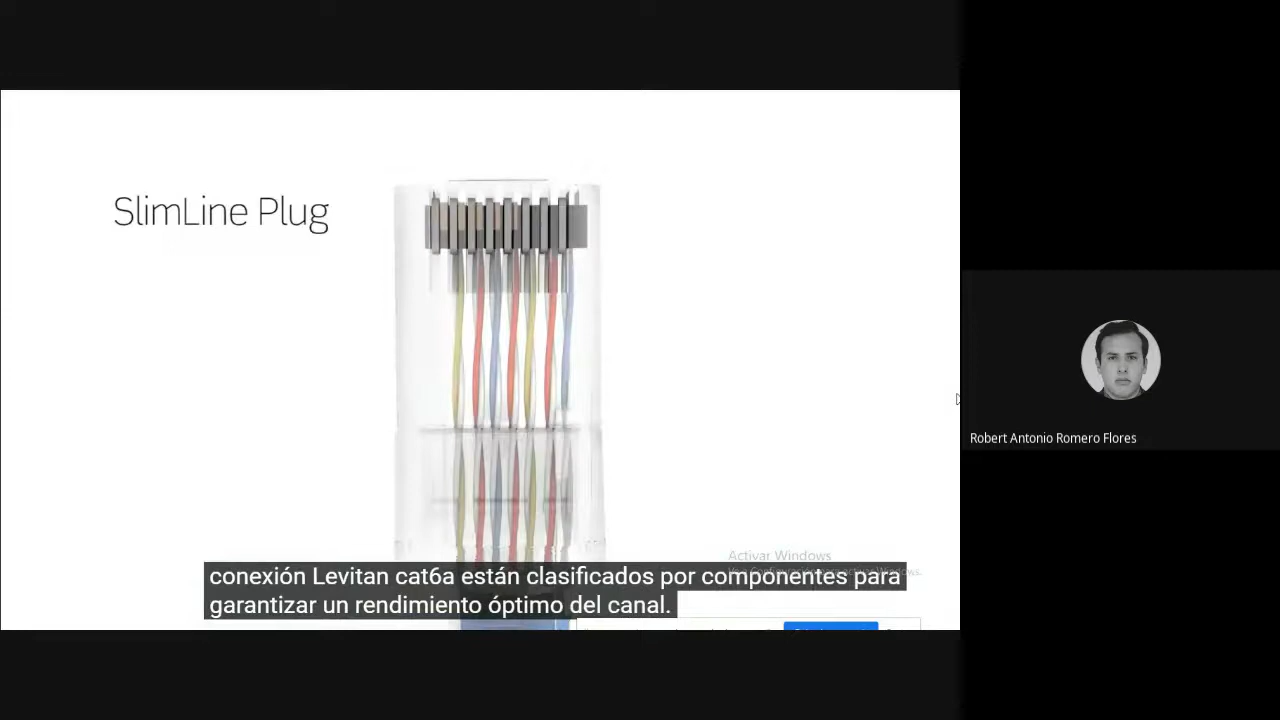 SlimLine Plug
Robert Antonio Romero Flores
Activar Windows
conexión Levitan cat6a están clasificados por componentes para
garantizar un rendimiento óptimo del canal.